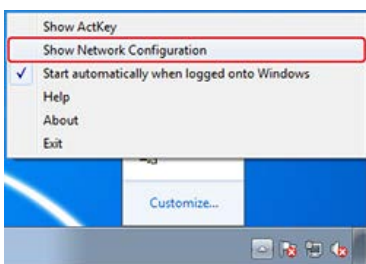 Show ActKey
Show Network Configuration
Start automatically when logged onto Windows
Help
About
Exit
Customize...